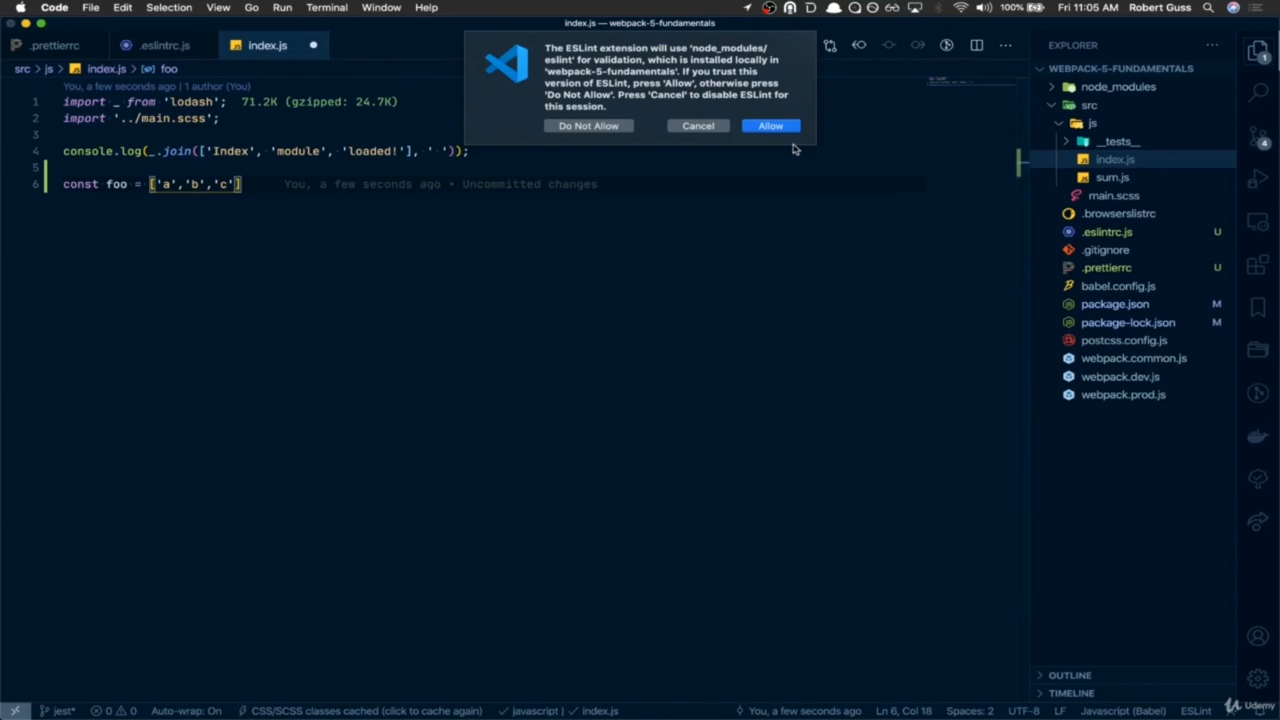 Code File Edit Selection View Go Run Terminal Window Help 100% Fri 11:05 AM Robert Guss
index.js — webpack-5-fundamentals
.prettierrc .eslintrc.js index.js
src > js > index.js > foo
You, a few seconds ago | 1 author (You)
1 import _ from 'lodash'; 71.2K (gzipped: 24.7K)
2 import '../main.scss';
3
4 console.log(_.join(['Index', 'module', 'loaded!'], ' '));
5
6 const foo = ['a','b','c'] You, a few seconds ago • Uncommitted changes
The ESLint extension will use 'node_modules/
eslint' for validation, which is installed locally in
'webpack-5-fundamentals'. If you trust this
version of ESLint, press 'Allow', otherwise press
'Do Not Allow'. Press 'Cancel' to disable ESLint for
this session.
Do Not Allow Cancel Allow
EXPLORER
WEBPACK-5-FUNDAMENTALS
node_modules
src
js
__tests__
index.js
sum.js
main.scss
.browserslistrc
.eslintrc.js U
.gitignore
.prettierrc U
babel.config.js
package.json M
package-lock.json M
postcss.config.js
webpack.common.js
webpack.dev.js
webpack.prod.js
OUTLINE
TIMELINE
1
4
jest* 0 0 Auto-wrap: On CSS/SCSS classes cached (click to cache again) javascript | index.js You, a few seconds ago Ln 6, Col 18 Spaces: 2 UTF-8 LF Javascript (Babel) ESLint
Udemy